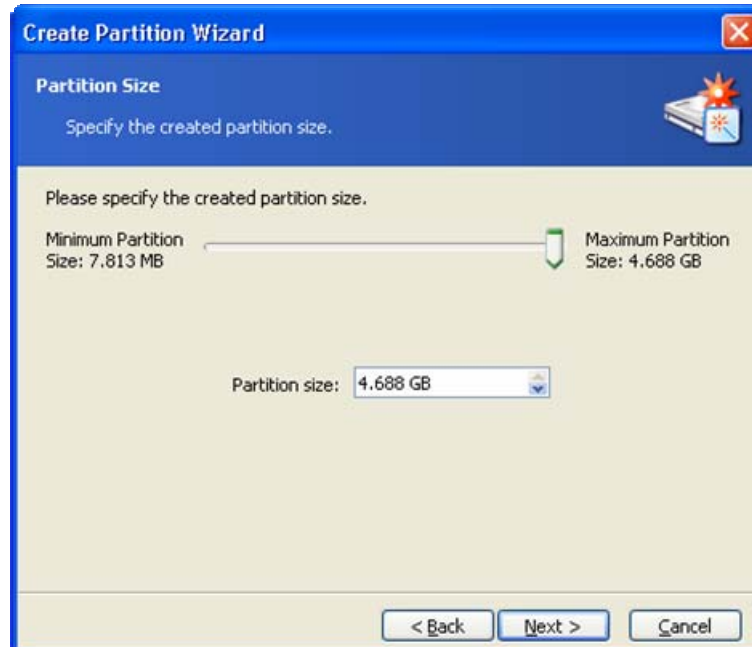 Create Partition Wizard
Partition Size
Specify the created partition size.
Please specify the created partition size.
Minimum Partition
Size: 7.813 MB
Maximum Partition
Size: 4.688 GB
Partition size: 4.688 GB
< Back Next > Cancel